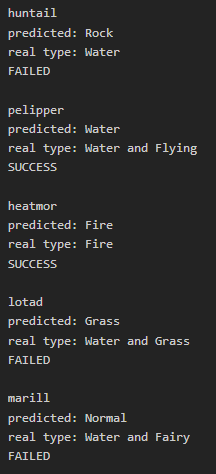 huntail
predicted: Rock
real type: Water
FAILED
pelipper
predicted: Water
real type: Water and Flying
SUCCESS
heatmor
predicted: Fire
real type: Fire
SUCCESS
lotad
predicted: Grass
real type: Water and Grass
FAILED
marill
predicted: Normal
real type: Water and Fairy
FAILED